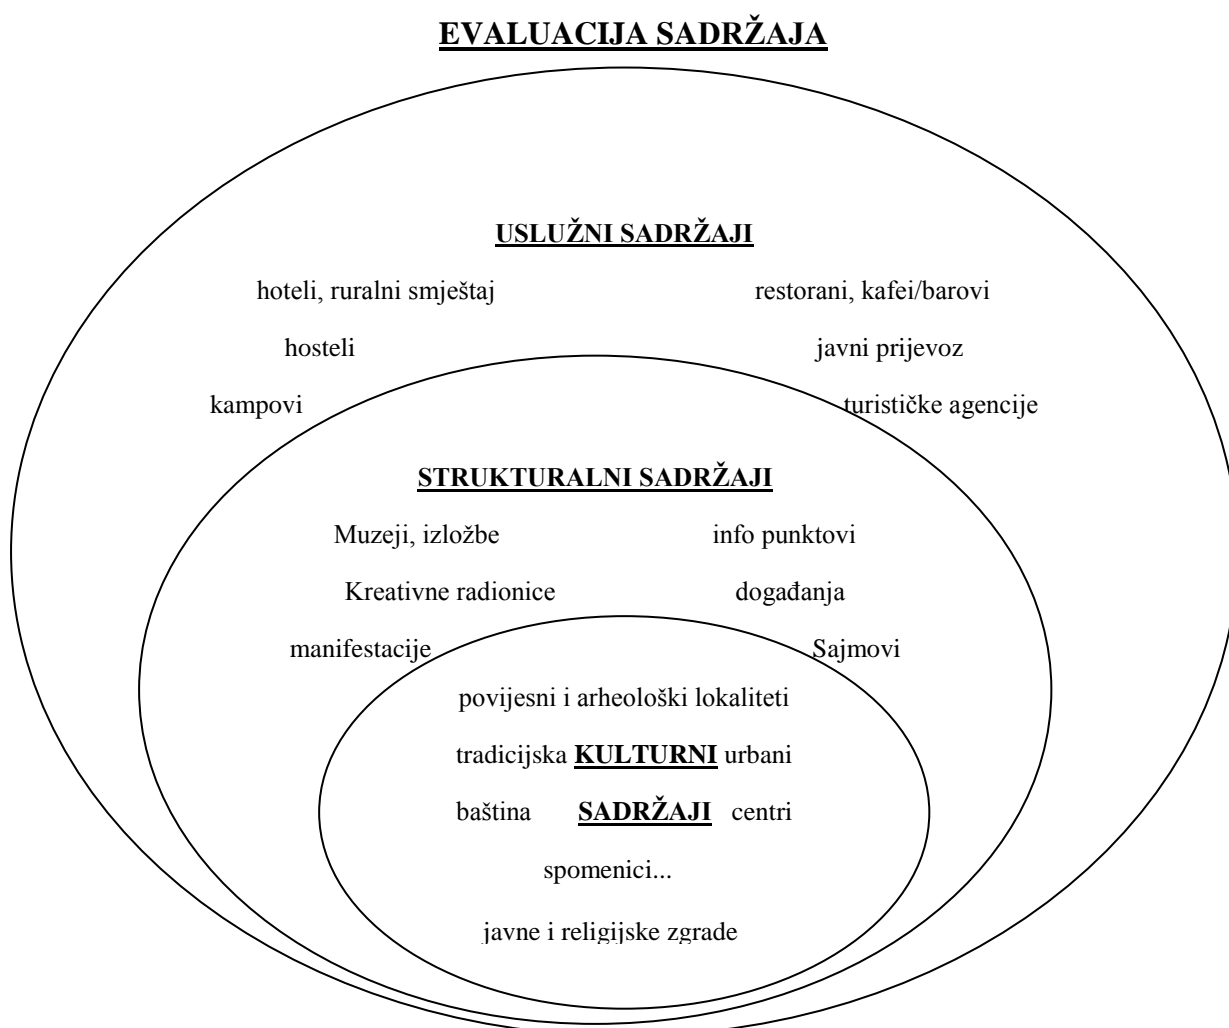 EVALUACIJA SADRŽAJA
USLUŽNI SADRŽAJI
hoteli, ruralni smještaj restorani, kafei/barovi
hosteli javni prijevoz
kampovi turističke agencije
STRUKTURALNI SADRŽAJI
Muzeji, izložbe info punktovi
Kreativne radionice događanja
manifestacije Sajmovi
povijesni i arheološki lokaliteti
tradicijska KULTURNI urbani
baština SADRŽAJI centri
spomenici...
javne i religijske zgrade